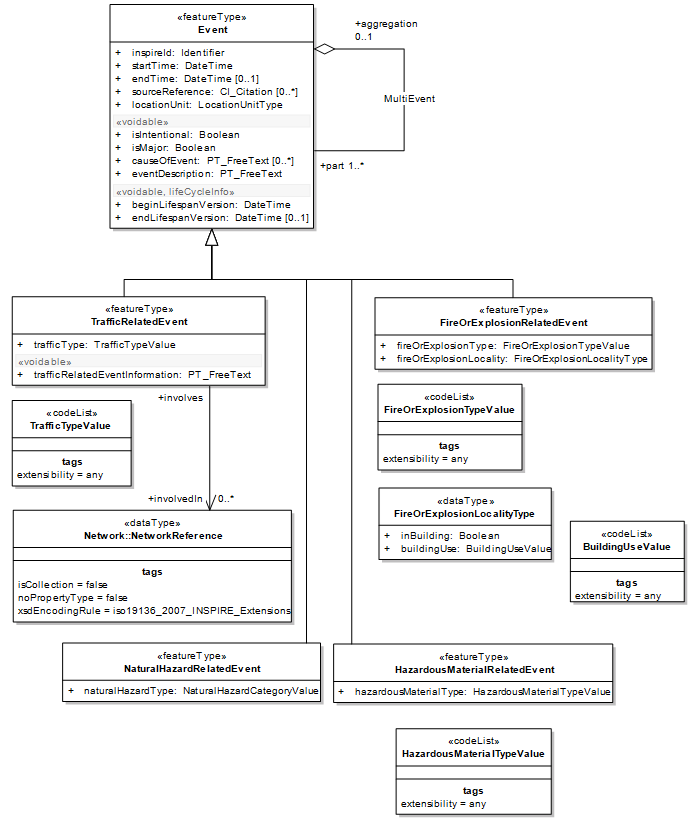 «featureType»
Event
+ inspireId: Identifier
+ startTime: DateTime
+ endTime: DateTime [0..1]
+ sourceReference: CI_Citation [0..*]
+ locationUnit: LocationUnitType
«voidable»
+ isIntentional: Boolean
+ isMajor: Boolean
+ causeOfEvent: PT_FreeText [0..*]
+ eventDescription: PT_FreeText
«voidable, lifeCycleInfo»
+ beginLifespanVersion: DateTime
+ endLifespanVersion: DateTime [0..1]
+aggregation
0..1
MultiEvent
+part 1..*
«featureType»
TrafficRelatedEvent
+ trafficType: TrafficTypeValue
«voidable»
+ trafficRelatedEventInformation: PT_FreeText
«featureType»
FireOrExplosionRelatedEvent
+ fireOrExplosionType: FireOrExplosionTypeValue
+ fireOrExplosionLocality: FireOrExplosionLocalityType
+involves
«codeList»
TrafficTypeValue
tags
extensibility = any
«codeList»
FireOrExplosionTypeValue
tags
extensibility = any
+involvedIn 0..*
«dataType»
Network::NetworkReference
tags
isCollection = false
noPropertyType = false
xsdEncodingRule = iso19136_2007_INSPIRE_Extensions
«dataType»
FireOrExplosionLocalityType
+ inBuilding: Boolean
+ buildingUse: BuildingUseValue
«codeList»
BuildingUseValue
tags
extensibility = any
«featureType»
NaturalHazardRelatedEvent
+ naturalHazardType: NaturalHazardCategoryValue
«featureType»
HazardousMaterialRelatedEvent
+ hazardousMaterialType: HazardousMaterialTypeValue
«codeList»
HazardousMaterialTypeValue
tags
extensibility = any